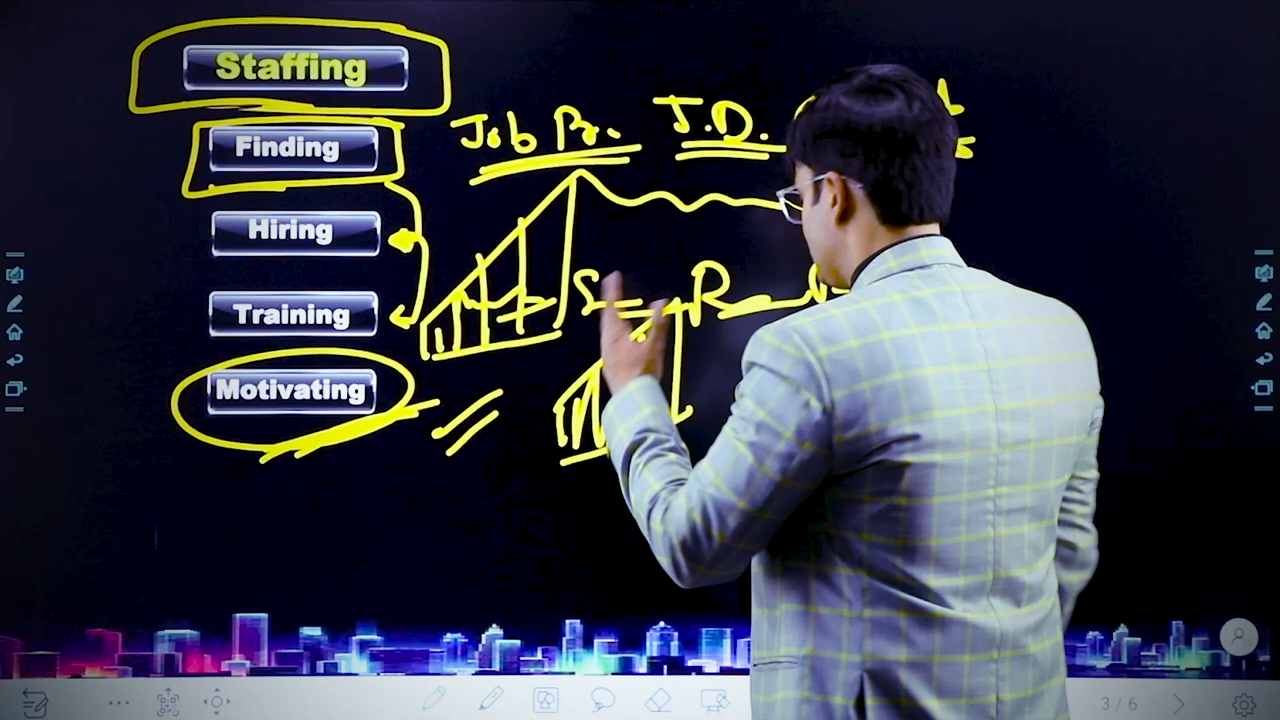 Staffing
Finding
Job Pr. J.D.
Hiring
Training
Motivating
3 / 6